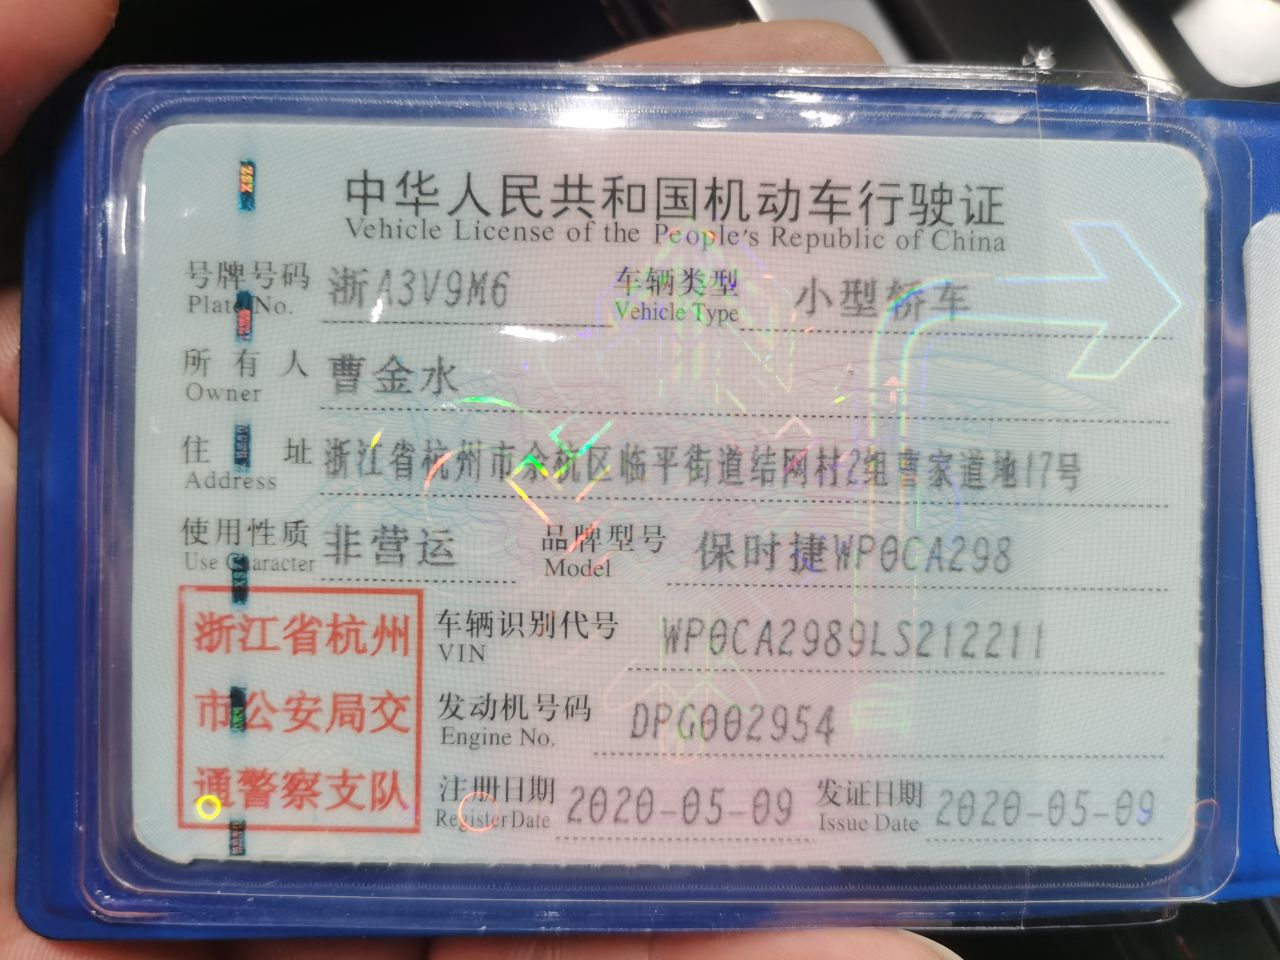 中华人民共和国机动车行驶证
Vehicle License of the People's Republic of China
号牌号码 浙A3V9M6 车辆类型 小型轿车
Plate No. Vehicle Type
所有人 曹金水
Owner
住址 浙江省杭州市余杭区临平街道结网村2组曹家道地17号
Address
使用性质 非营运 品牌型号 保时捷WP0CA298
Use Character Model
浙江省杭州
市公安局交
通警察支队
车辆识别代号 WP0CA2989LS212211
VIN
发动机号码 DPG002954
Engine No.
注册日期 2020-05-09 发证日期 2020-05-09
Register Date Issue Date